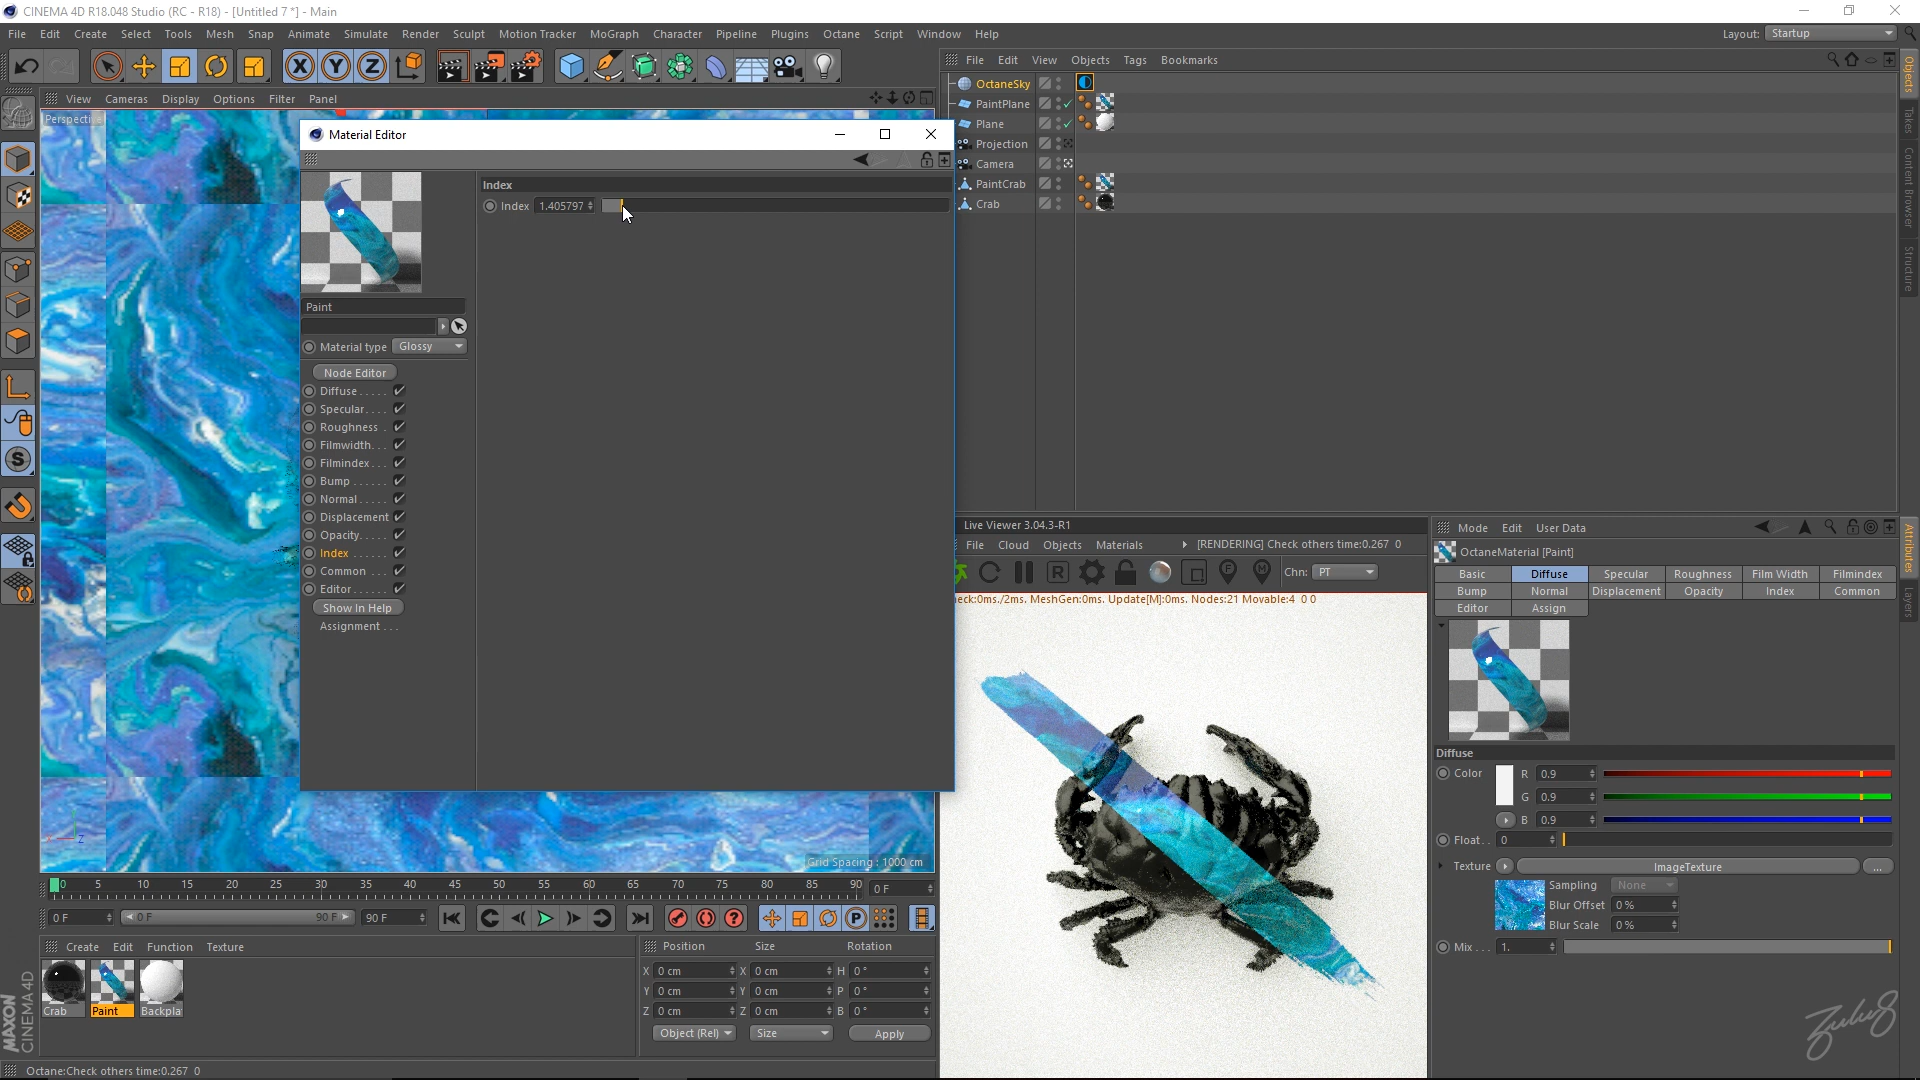 CINEMA 4D R18.048 Studio (RC - R18) - [Untitled 7 *] - Main
File Edit Create Select Tools Mesh Snap Animate Simulate Render Sculpt Motion Tracker MoGraph Character Pipeline Plugins Octane Script Window Help
Layout: Startup
File Edit View Objects Tags Bookmarks
View Cameras Display Options Filter Panel
Perspective
OctaneSky
PaintPlane
Plane
Projection
Camera
PaintCrab
Crab
Objects
Takes
Content Browser
Structure
Material Editor
Index
Index 1.405797
Paint
Material type Glossy
Node Editor
Diffuse.....
Specular....
Roughness .
Filmwidth...
Filmindex...
Bump ......
Normal.....
Displacement
Opacity.....
Index ......
Common ...
Editor......
Show In Help
Assignment ...
Grid Spacing : 1000 cm
0 5 10 15 20 25 30 35 40 45 50 55 60 65 70 75 80 85 90 0 F
0 F 0 F 90 F 90 F
Create Edit Function Texture
Crab Paint Backpla
Position Size Rotation
X 0 cm X 0 cm H 0 °
Y 0 cm Y 0 cm P 0 °
Z 0 cm Z 0 cm B 0 °
Object (Rel) Size Apply
MAXON
CINEMA 4D
Octane:Check others time:0.267 0
Live Viewer 3.04.3-R1
File Cloud Objects Materials [RENDERING] Check others time:0.267 0
Chn: PT
eck:0ms./2ms. MeshGen:0ms. Update[M]:0ms. Nodes:21 Movable:4 0 0
Mode Edit User Data
OctaneMaterial [Paint]
Basic Diffuse Specular Roughness Film Width Filmindex
Bump Normal Displacement Opacity Index Common
Editor Assign
Diffuse
Color R 0.9
G 0.9
B 0.9
Float.. 0
Texture ImageTexture ...
Sampling None
Blur Offset 0 %
Blur Scale 0 %
Mix ... 1.
Attributes
Layers
Zulu8